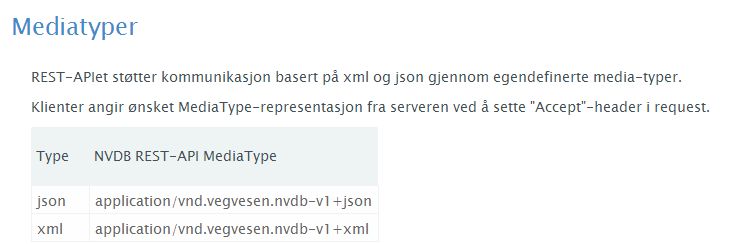 Mediatyper
REST-APIet støtter kommunikasjon basert på xml og json gjennom egendefinerte media-typer.
Klienter angir ønsket MediaType-representasjon fra serveren ved å sette "Accept"-header i request.
Type NVDB REST-API MediaType
json application/vnd.vegvesen.nvdb-v1+json
xml application/vnd.vegvesen.nvdb-v1+xml